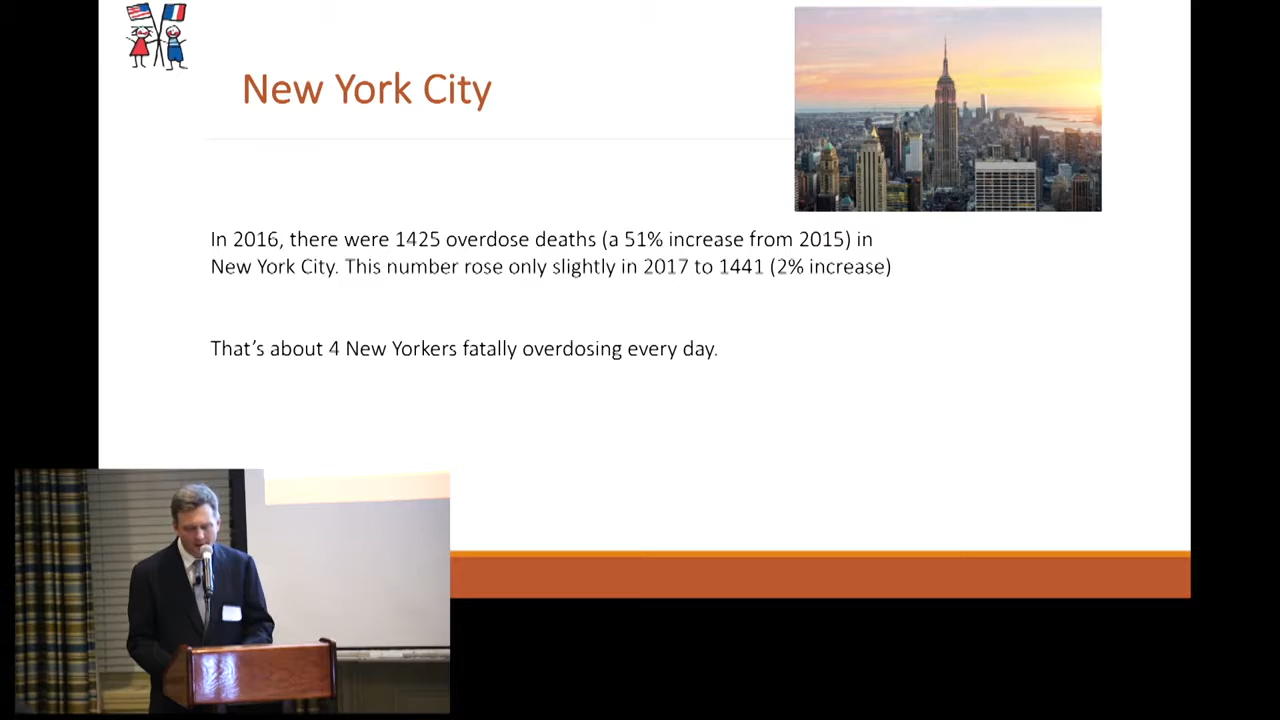 New York City
In 2016, there were 1425 overdose deaths (a 51% increase from 2015) in
New York City. This number rose only slightly in 2017 to 1441 (2% increase)
That’s about 4 New Yorkers fatally overdosing every day.